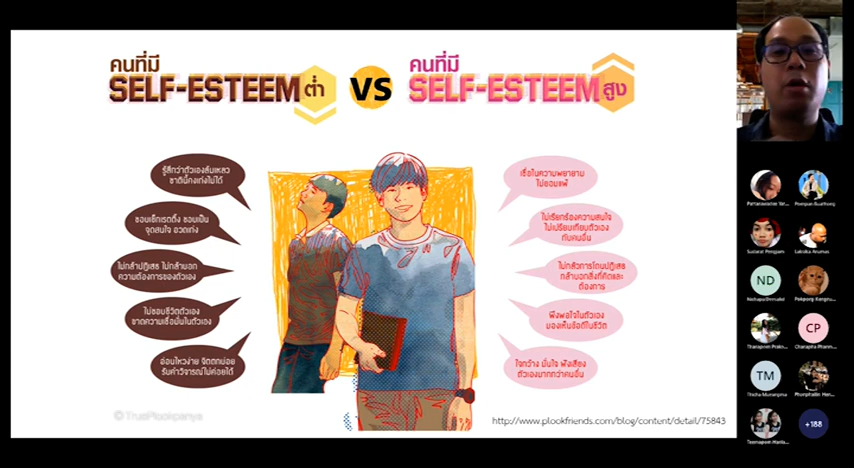 คนที่มี
SELF-ESTEEM ต่ำ
VS
คนที่มี
SELF-ESTEEM สูง
รู้สึกว่าตัวเองล้มเหลว
ชาตินี้คงเก่งไม่ได้
ชอบเช็กเรตติ้ง ชอบเป็น
จุดสนใจ อวดเก่ง
ไม่กล้าปฏิเสธ ไม่กล้าบอก
ความต้องการของตัวเอง
ไม่ชอบชีวิตตัวเอง
ขาดความเชื่อมั่นในตัวเอง
อ่อนไหวง่าย จิตตกบ่อย
รับคำวิจารณ์ไม่ค่อยได้
เชื่อในความพยายาม
ไม่ยอมแพ้
ไม่เรียกร้องความสนใจ
ไม่เปรียบเทียบตัวเอง
กับคนอื่น
ไม่กลัวการโดนปฏิเสธ
กล้าบอกสิ่งที่คิดและ
ต้องการ
พึงพอใจในตัวเอง
มองเห็นข้อดีในชีวิต
ใจกว้าง มั่นใจ ฟังเสียง
ตัวเองมากกว่าคนอื่น
© TruePlookpanya
http://www.plookfriends.com/blog/content/detail/75843
ND
CP
TM
+188